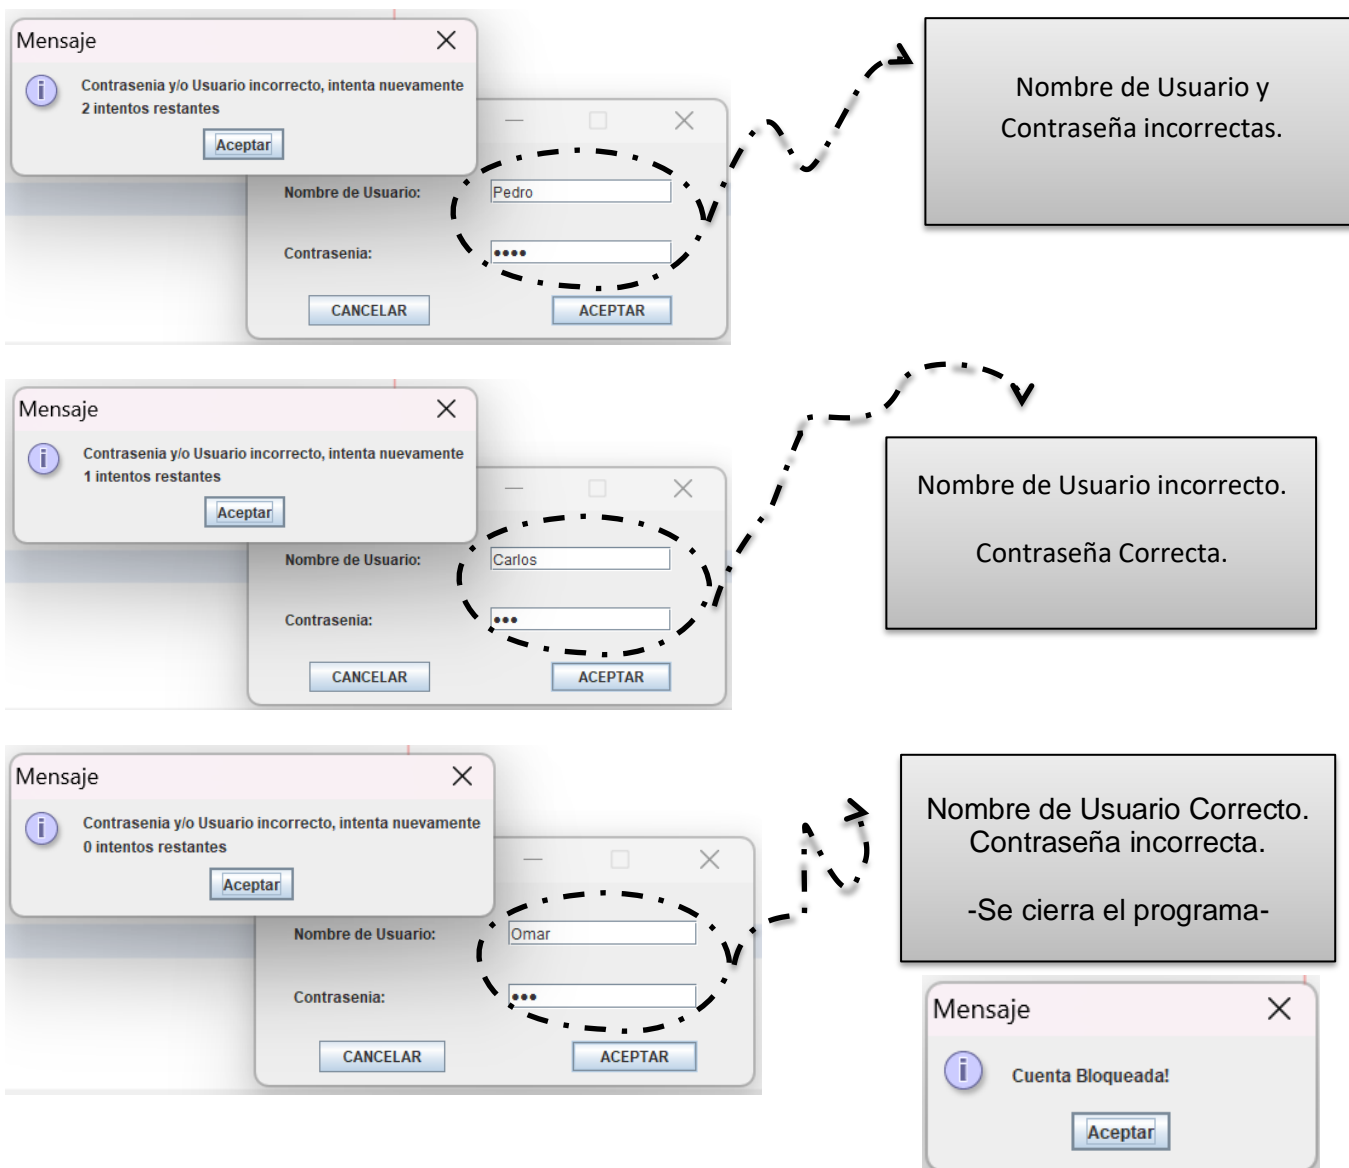 Mensaje
Contrasenia y/o Usuario incorrecto, intenta nuevamente
2 intentos restantes
Aceptar
Nombre de Usuario:
Pedro
Contrasenia:
••••
CANCELAR
ACEPTAR
Nombre de Usuario y
Contraseña incorrectas.
Mensaje
Contrasenia y/o Usuario incorrecto, intenta nuevamente
1 intentos restantes
Aceptar
Nombre de Usuario:
Carlos
Contrasenia:
•••
CANCELAR
ACEPTAR
Nombre de Usuario incorrecto.
Contraseña Correcta.
Mensaje
Contrasenia y/o Usuario incorrecto, intenta nuevamente
0 intentos restantes
Aceptar
Nombre de Usuario:
Omar
Contrasenia:
•••
CANCELAR
ACEPTAR
Nombre de Usuario Correcto.
Contraseña incorrecta.
-Se cierra el programa-
Mensaje
Cuenta Bloqueada!
Aceptar